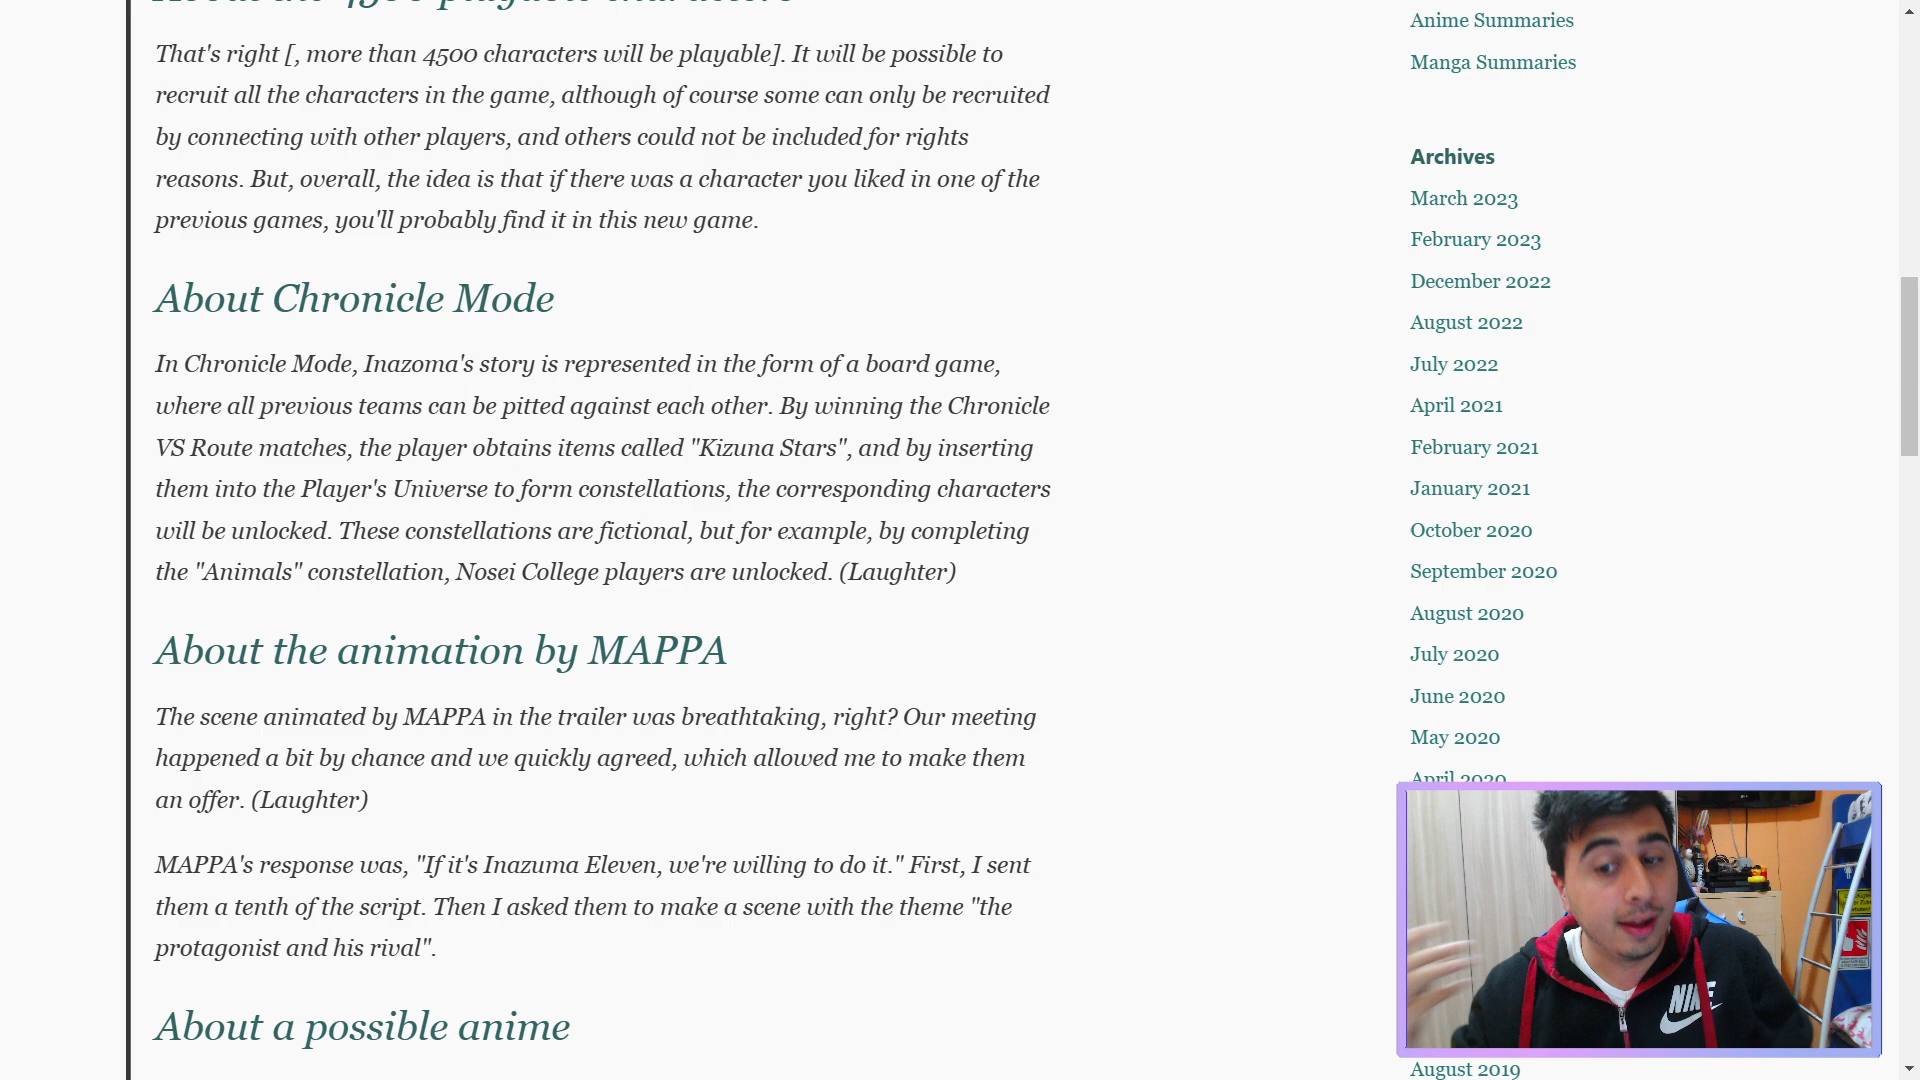 That's right [, more than 4500 characters will be playable]. It will be possible to
recruit all the characters in the game, although of course some can only be recruited
by connecting with other players, and others could not be included for rights
reasons. But, overall, the idea is that if there was a character you liked in one of the
previous games, you'll probably find it in this new game.
About Chronicle Mode
In Chronicle Mode, Inazoma's story is represented in the form of a board game,
where all previous teams can be pitted against each other. By winning the Chronicle
VS Route matches, the player obtains items called "Kizuna Stars", and by inserting
them into the Player's Universe to form constellations, the corresponding characters
will be unlocked. These constellations are fictional, but for example, by completing
the "Animals" constellation, Nosei College players are unlocked. (Laughter)
About the animation by MAPPA
The scene animated by MAPPA in the trailer was breathtaking, right? Our meeting
happened a bit by chance and we quickly agreed, which allowed me to make them
an offer. (Laughter)
MAPPA's response was, "If it's Inazuma Eleven, we're willing to do it." First, I sent
them a tenth of the script. Then I asked them to make a scene with the theme "the
protagonist and his rival".
About a possible anime
Anime Summaries
Manga Summaries
Archives
March 2023
February 2023
December 2022
August 2022
July 2022
April 2021
February 2021
January 2021
October 2020
September 2020
August 2020
July 2020
June 2020
May 2020
April 2020
NIKE
August 2019